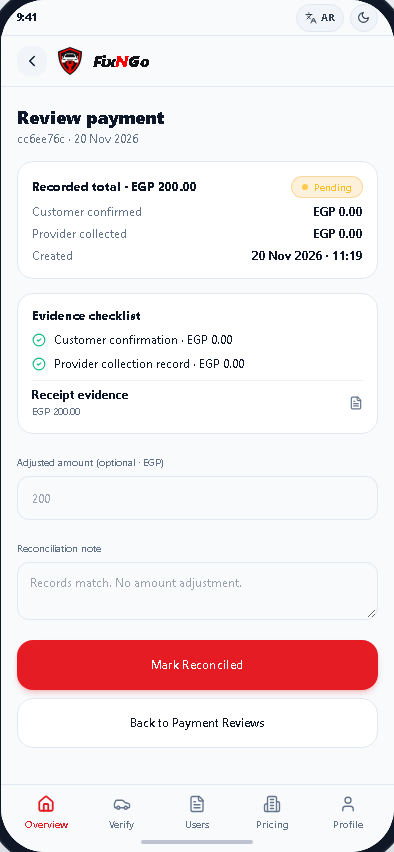 9:41
AR
FixNGo
Review payment
cc6ee76c · 20 Nov 2026
Recorded total · EGP 200.00
Pending
Customer confirmed EGP 0.00
Provider collected EGP 0.00
Created 20 Nov 2026 · 11:19
Evidence checklist
Customer confirmation · EGP 0.00
Provider collection record · EGP 0.00
Receipt evidence
EGP 200.00
Adjusted amount (optional · EGP)
200
Reconciliation note
Records match. No amount adjustment.
Mark Reconciled
Back to Payment Reviews
Overview Verify Users Pricing Profile